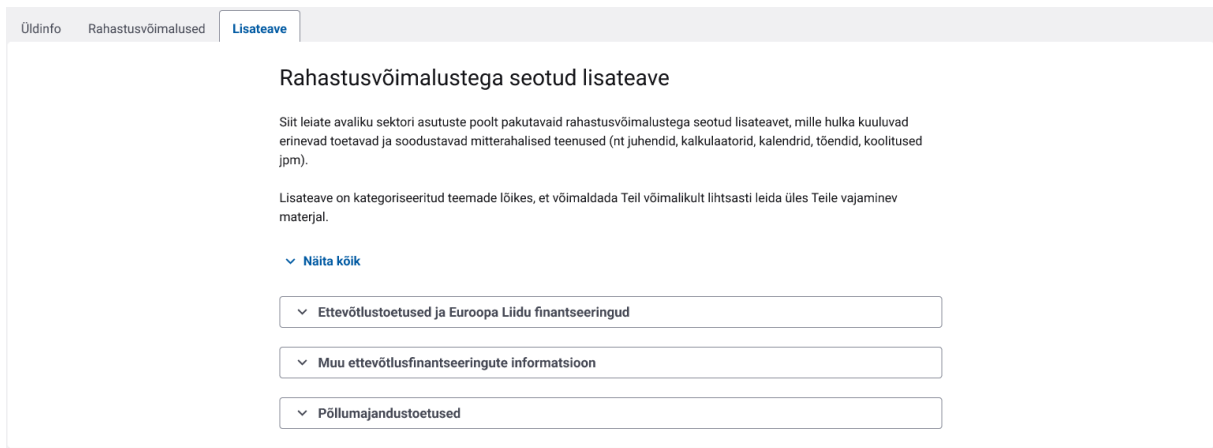 Üldinfo Rahastusvõimalused Lisateave
Rahastusvõimalustega seotud lisateave
Siit leiate avaliku sektori asutuste poolt pakutavaid rahastusvõimalustega seotud lisateavet, mille hulka kuuluvad
erinevad toetavad ja soodustavad mitterahalised teenused (nt juhendid, kalkulaatorid, kalendrid, tõendid, koolitused
jpm).
Lisateave on kategoriseeritud teemade lõikes, et võimaldada Teil võimalikult lihtsasti leida üles Teile vajaminev
materjal.
Näita kõik
Ettevõtlustoetused ja Euroopa Liidu finantseeringud
Muu ettevõtlusfinantseeringute informatsioon
Põllumajandustoetused